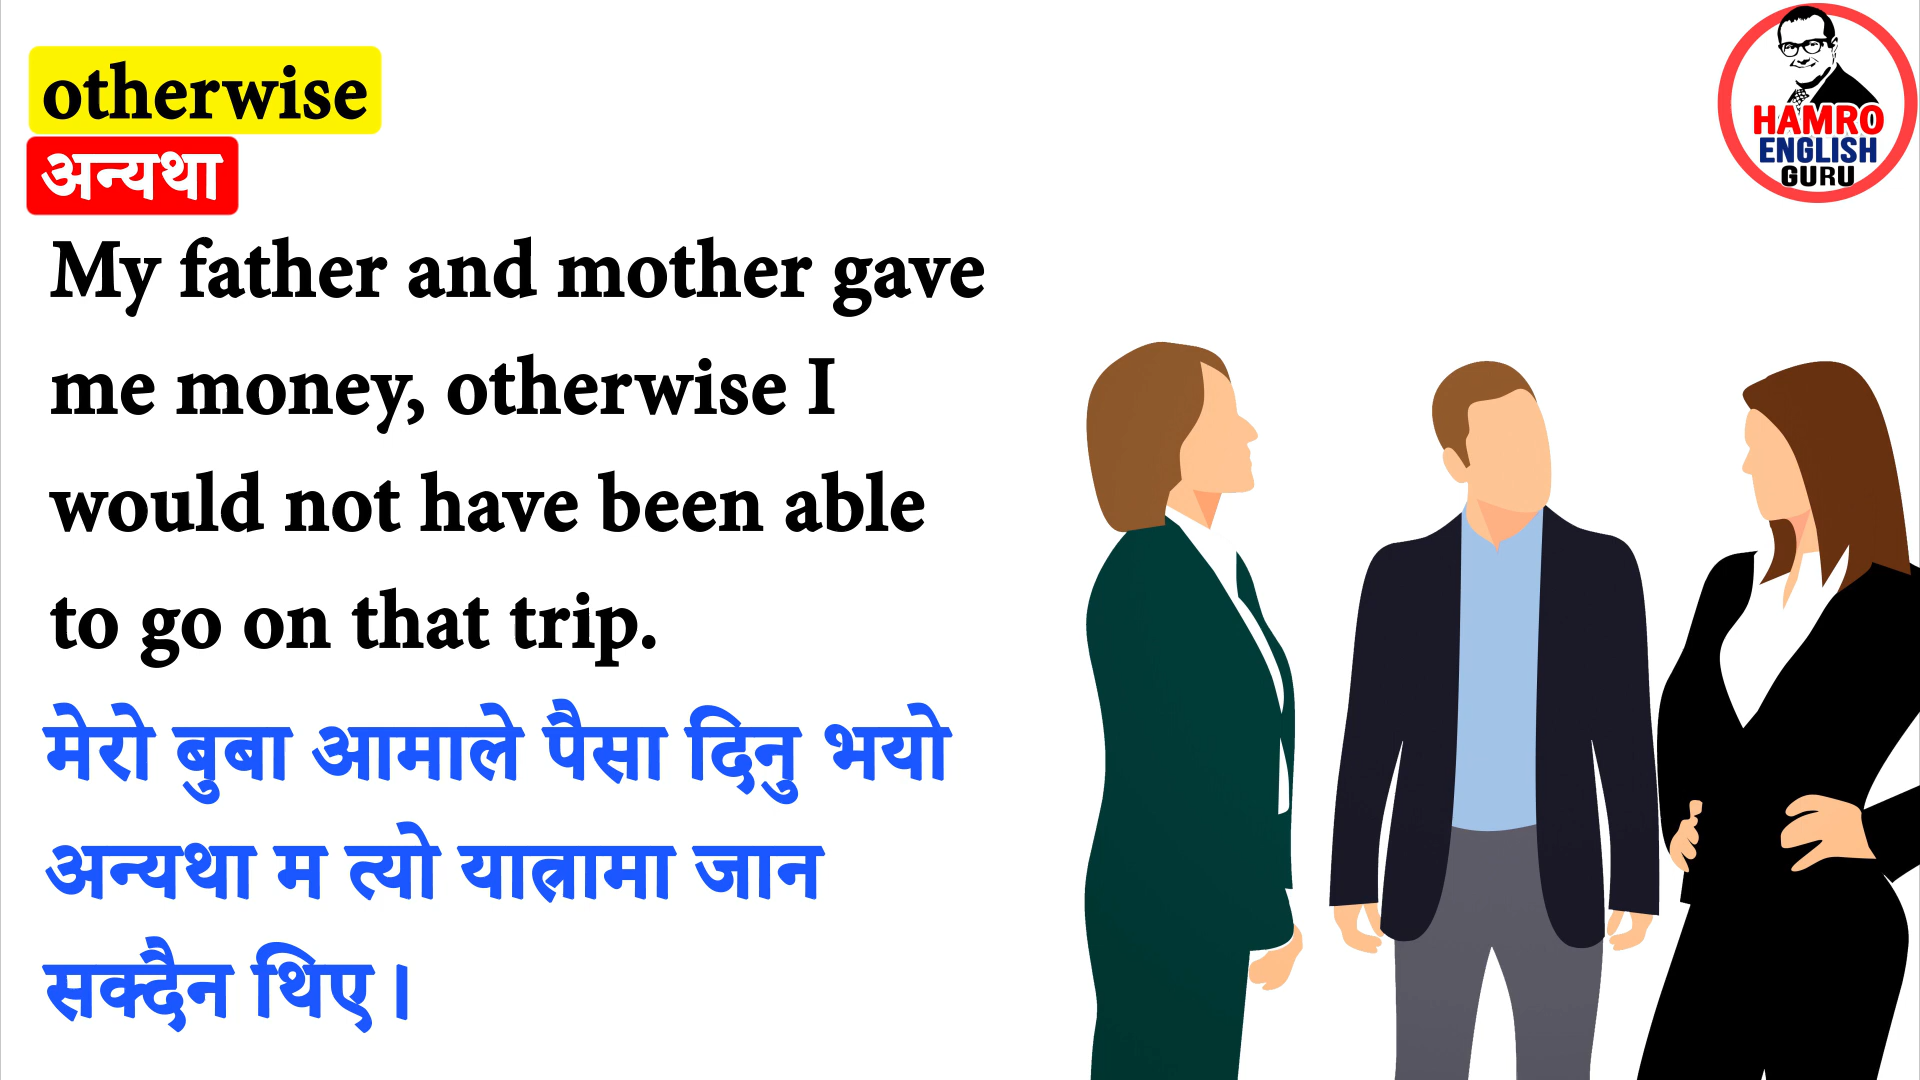 otherwise
अन्यथा
My father and mother gave
me money, otherwise I
would not have been able
to go on that trip.
मेरो बुबा आमाले पैसा दिनु भयो
अन्यथा म त्यो यात्रामा जान
सक्दैन थिए।
HAMRO
ENGLISH
GURU